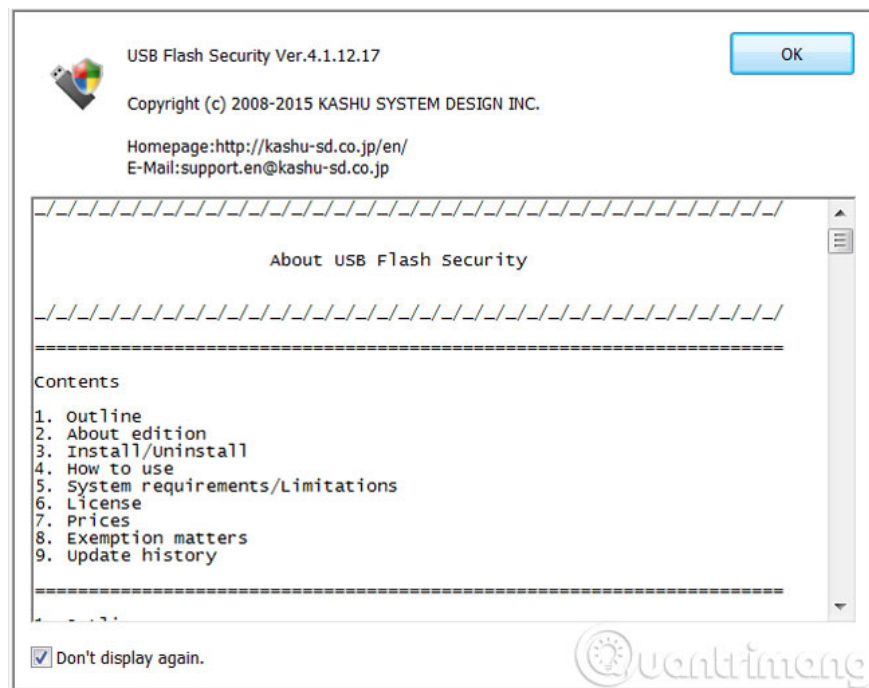 USB Flash Security Ver.4.1.12.17
OK
Copyright (c) 2008-2015 KASHU SYSTEM DESIGN INC.
Homepage:http://kashu-sd.co.jp/en/
E-Mail:support.en@kashu-sd.co.jp
_/_/_/_/_/_/_/_/_/_/_/_/_/_/_/_/_/_/_/_/_/_/_/_/_/_/_/_/_/_/_/_/_/_/_/
About USB Flash Security
_/_/_/_/_/_/_/_/_/_/_/_/_/_/_/_/_/_/_/_/_/_/_/_/_/_/_/_/_/_/_/_/_/_/_/
======================================================================
Contents
1. Outline
2. About edition
3. Install/Uninstall
4. How to use
5. System requirements/Limitations
6. License
7. Prices
8. Exemption matters
9. Update history
======================================================================
Don't display again.
Quantrimang